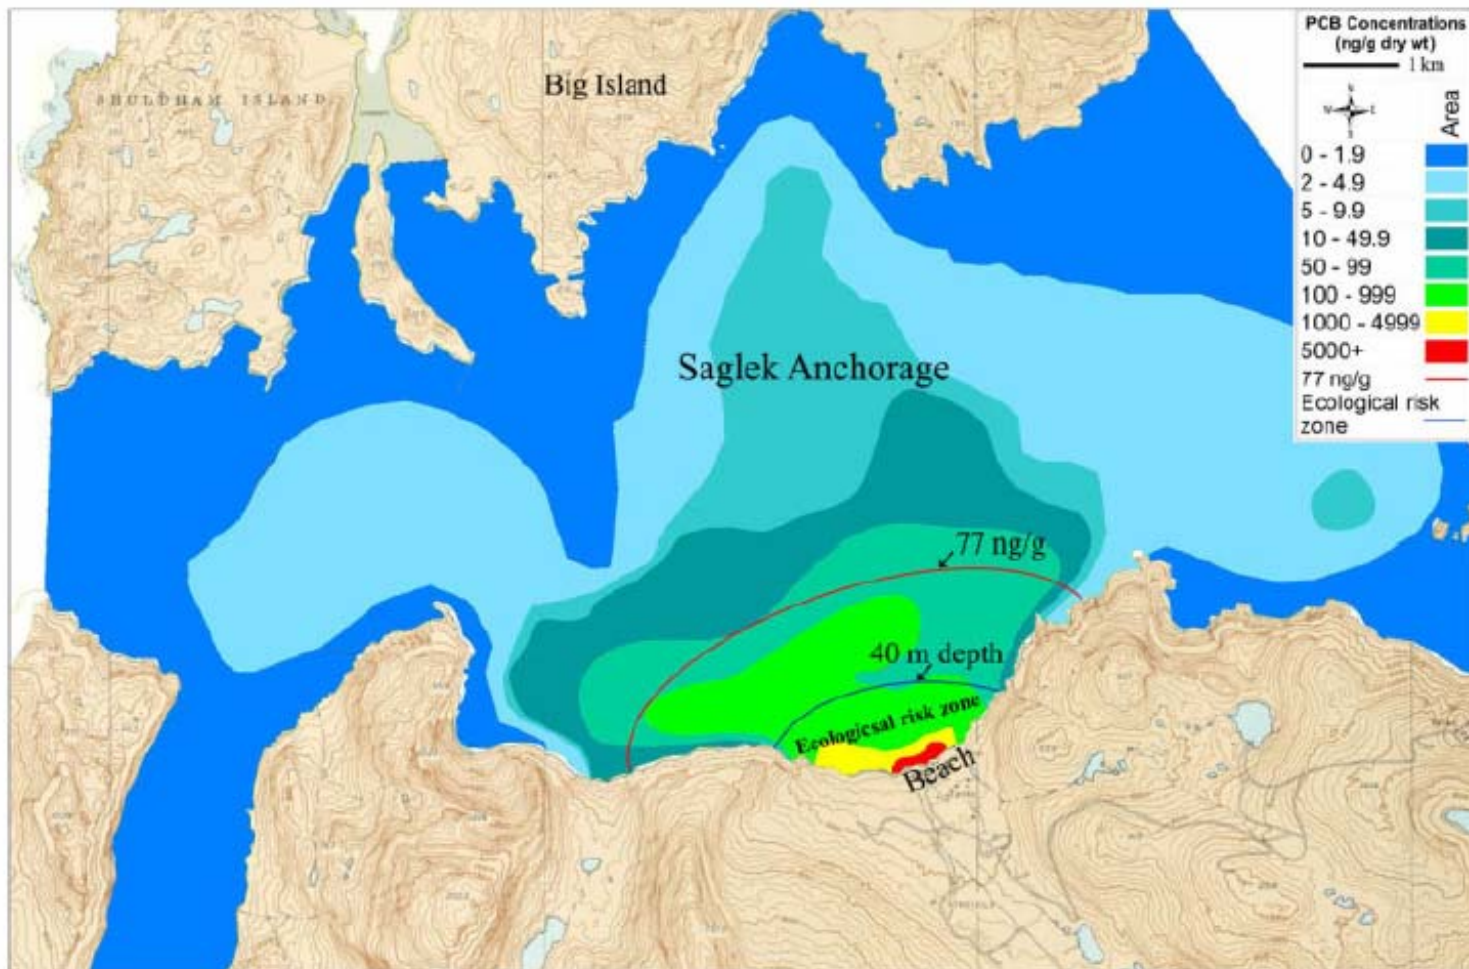 PCB Concentrations
(ng/g dry wt)
1 km
N
W E
S
Area
0 - 1.9
2 - 4.9
5 - 9.9
10 - 49.9
50 - 99
100 - 999
1000 - 4999
5000+
77 ng/g
Ecological risk
zone
Big Island
SHULDHAM ISLAND
Saglek Anchorage
77 ng/g
40 m depth
Ecologicsal risk zone
Beach